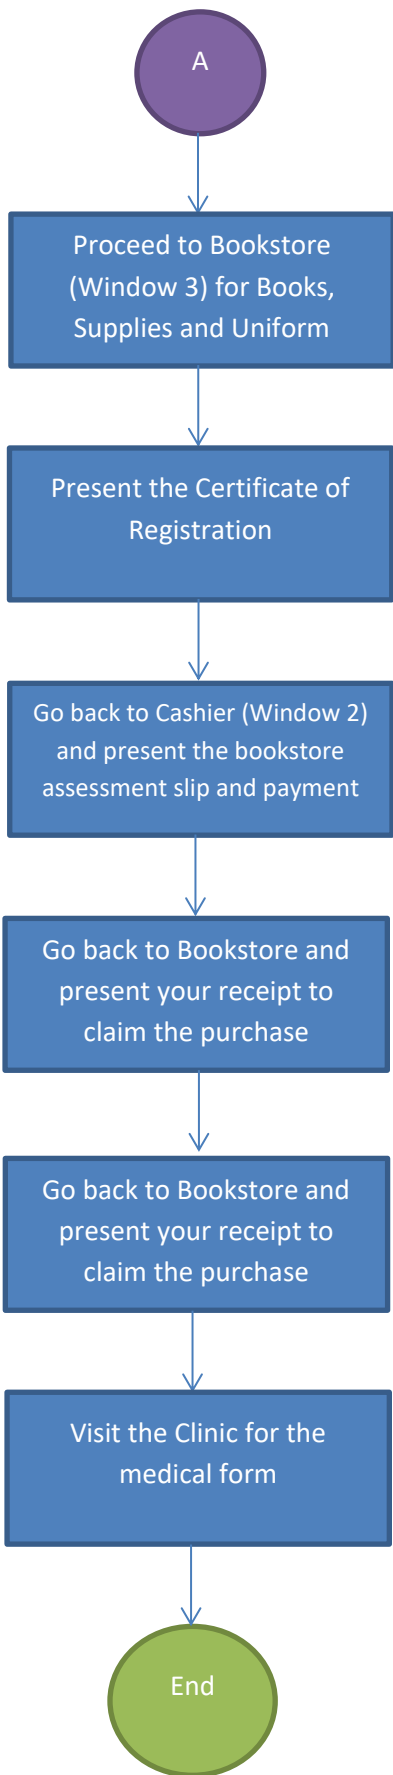 A
Proceed to Bookstore
(Window 3) for Books,
Supplies and Uniform
Present the Certificate of
Registration
Go back to Cashier (Window 2)
and present the bookstore
assessment slip and payment
Go back to Bookstore and
present your receipt to
claim the purchase
Go back to Bookstore and
present your receipt to
claim the purchase
Visit the Clinic for the
medical form
End